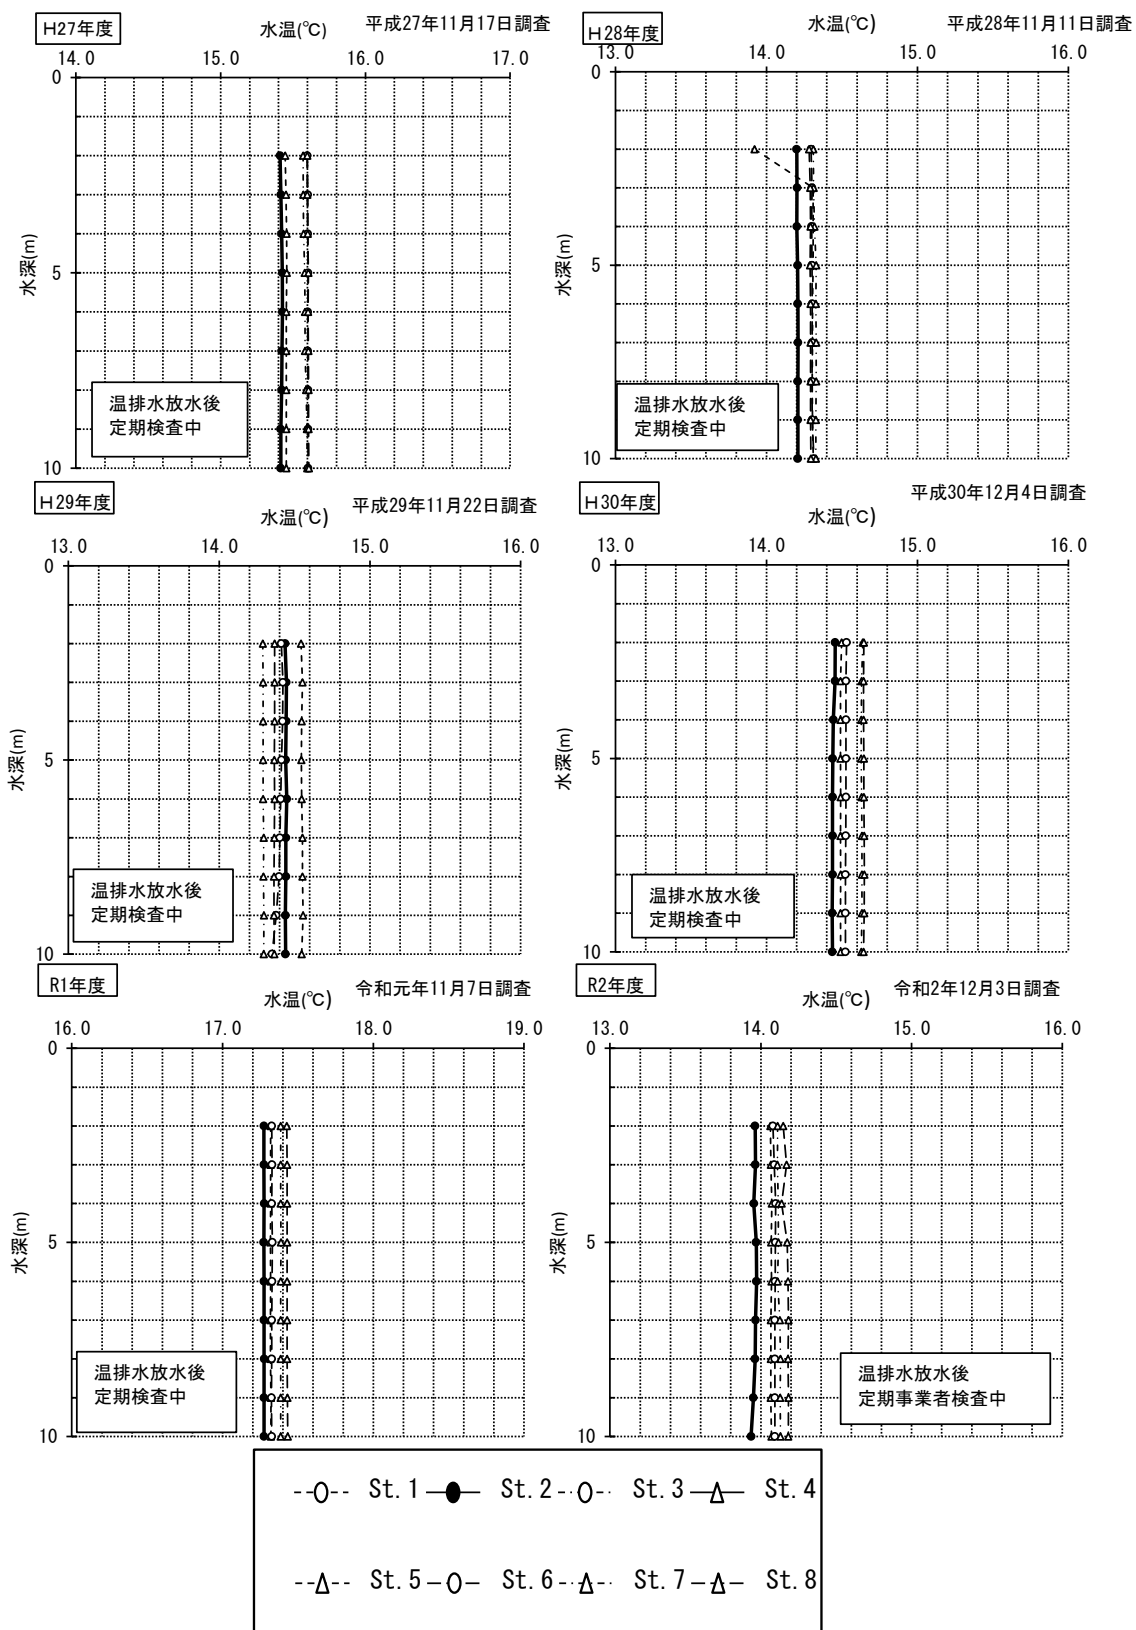 H27年度
水温(℃)
平成27年11月17日調査
14.0 15.0 16.0 17.0
0
5
10
水深(m)
温排水放水後
定期検査中
H28年度
水温(℃)
平成28年11月11日調査
13.0 14.0 15.0 16.0
0
5
10
水深(m)
温排水放水後
定期検査中
H29年度
水温(℃)
平成29年11月22日調査
13.0 14.0 15.0 16.0
0
5
10
水深(m)
温排水放水後
定期検査中
H30年度
水温(℃)
平成30年12月4日調査
13.0 14.0 15.0 16.0
0
5
10
水深(m)
温排水放水後
定期検査中
R1年度
水温(℃)
令和元年11月7日調査
16.0 17.0 18.0 19.0
0
5
10
水深(m)
温排水放水後
定期検査中
R2年度
水温(℃)
令和2年12月3日調査
13.0 14.0 15.0 16.0
0
5
10
水深(m)
温排水放水後
定期事業者検査中
St.1 St.2 St.3 St.4
St.5 St.6 St.7 St.8